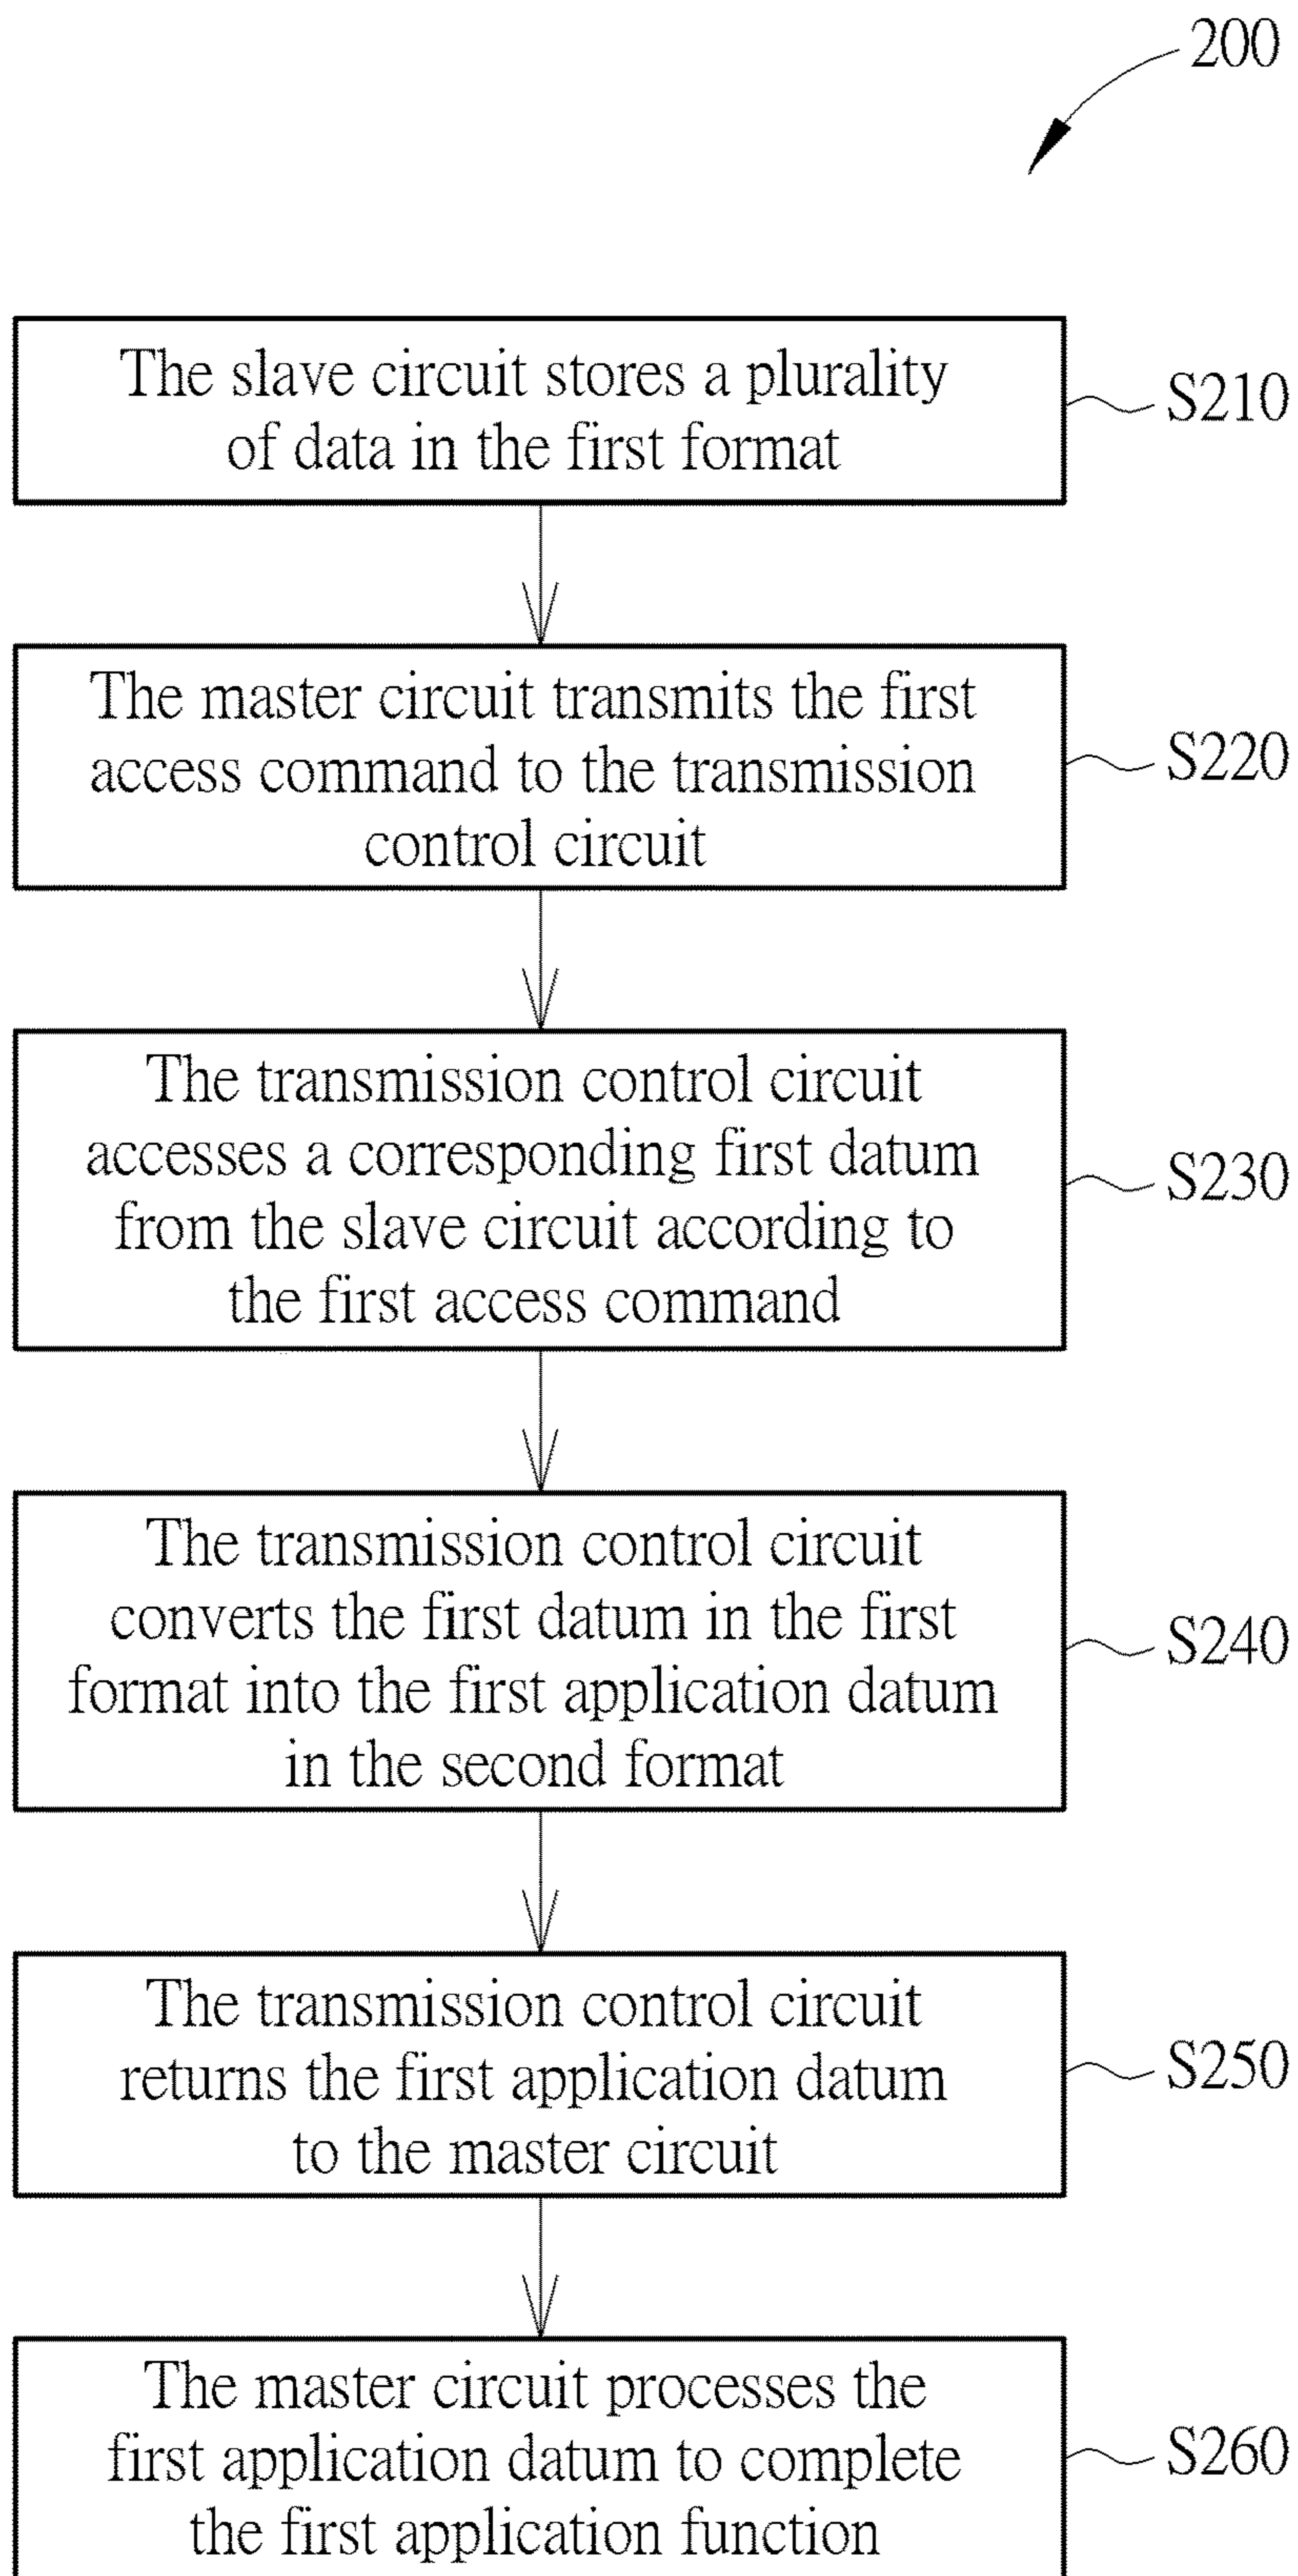 200
The slave circuit stores a plurality
of data in the first format
S210
The master circuit transmits the first
access command to the transmission
control circuit
S220
The transmission control circuit
accesses a corresponding first datum
from the slave circuit according to
the first access command
S230
The transmission control circuit
converts the first datum in the first
format into the first application datum
in the second format
S240
The transmission control circuit
returns the first application datum
to the master circuit
S250
The master circuit processes the
first application datum to complete
the first application function
S260